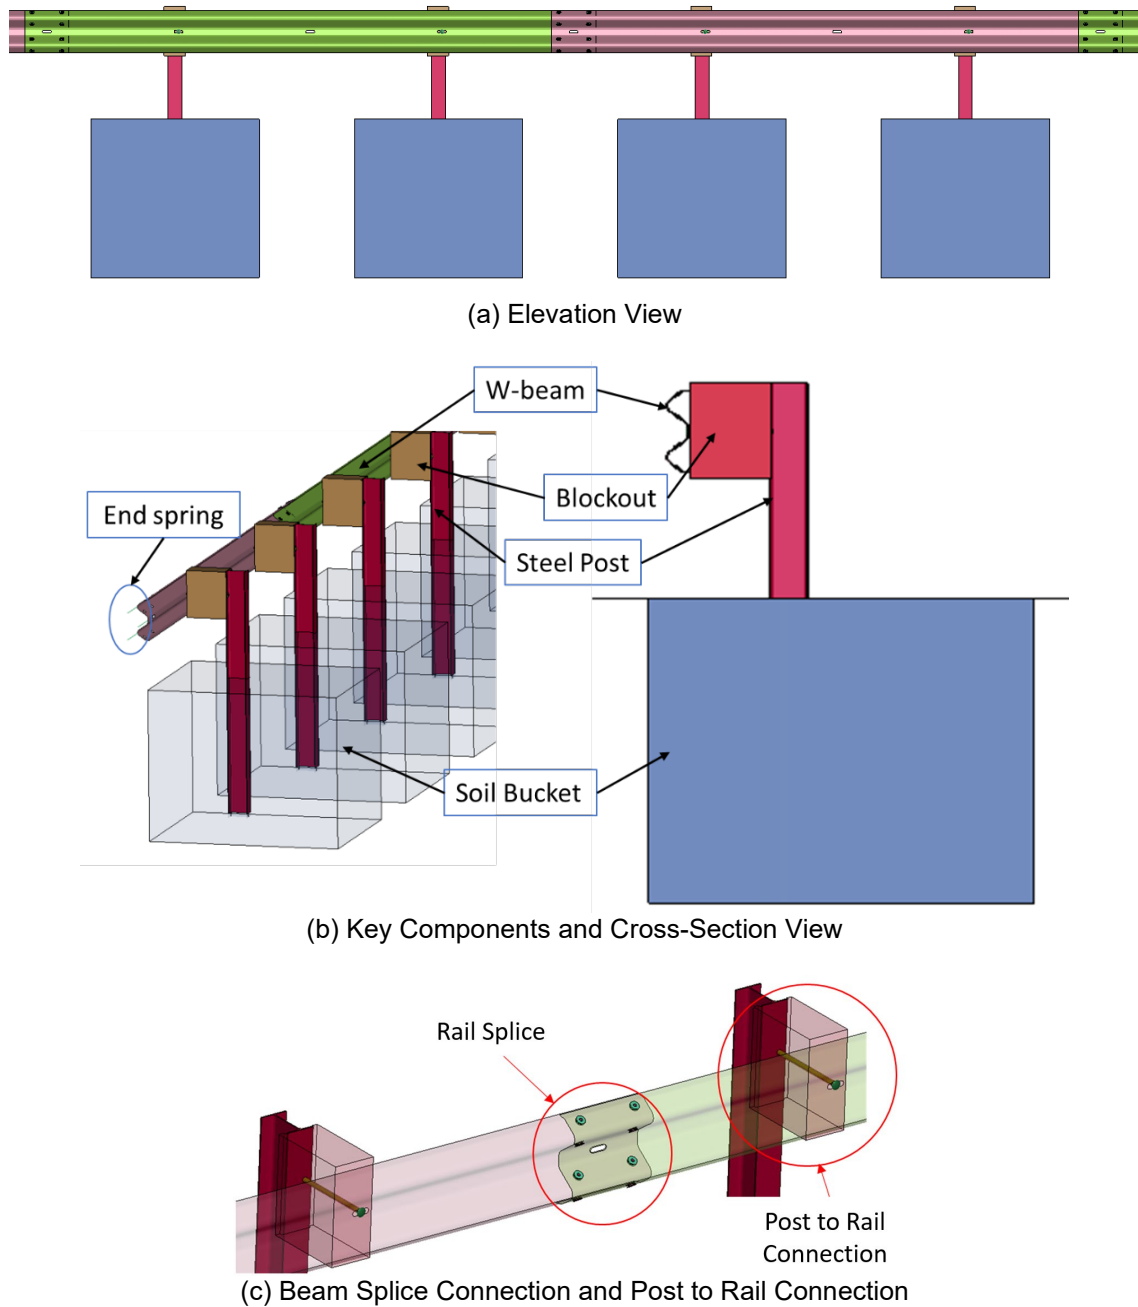 (a) Elevation View
W-beam
Blockout
End spring
Steel Post
Soil Bucket
(b) Key Components and Cross-Section View
Rail Splice
Post to Rail
Connection
(c) Beam Splice Connection and Post to Rail Connection